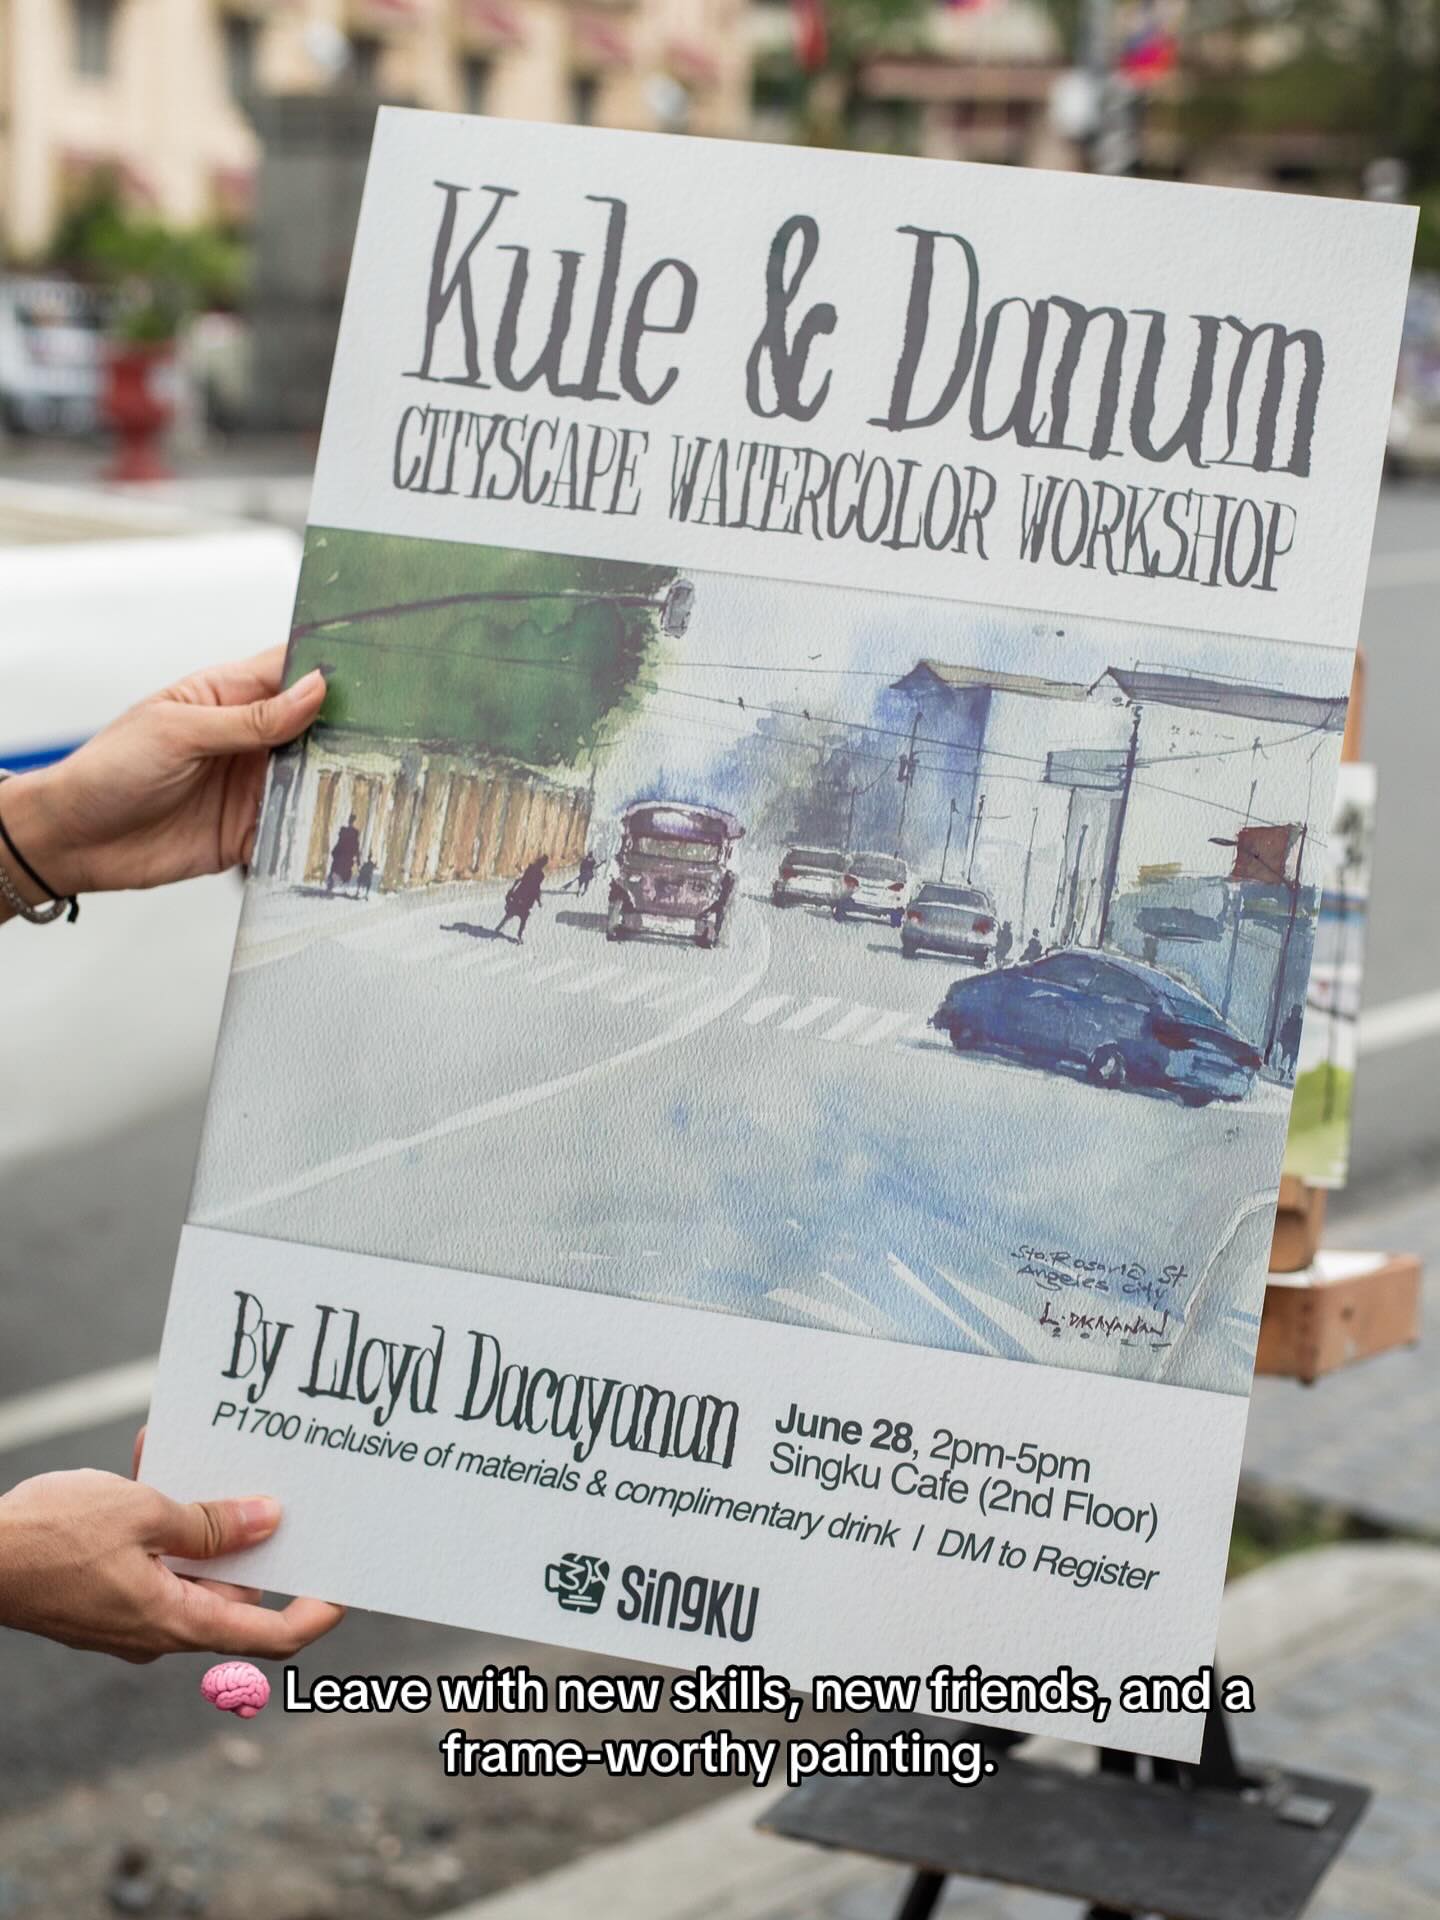 Kule & Danum
CITYSCAPE WATERCOLOR WORKSHOP
Sto. Rosario St
Angeles City
L. DACAYANAN
By Lloyd Dacayanan
P1700 inclusive of materials & complimentary drink | DM to Register
June 28, 2pm-5pm
Singku Cafe (2nd Floor)
SiNgKU
🧠 Leave with new skills, new friends, and a
frame-worthy painting.